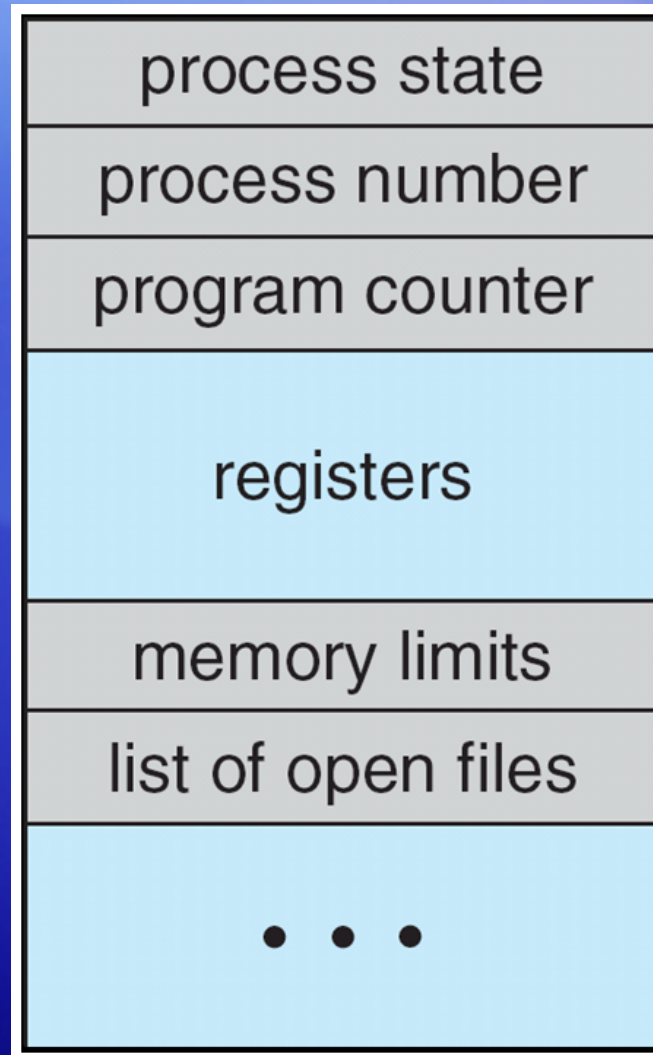 process state
process number
program counter
registers
memory limits
list of open files
• • •